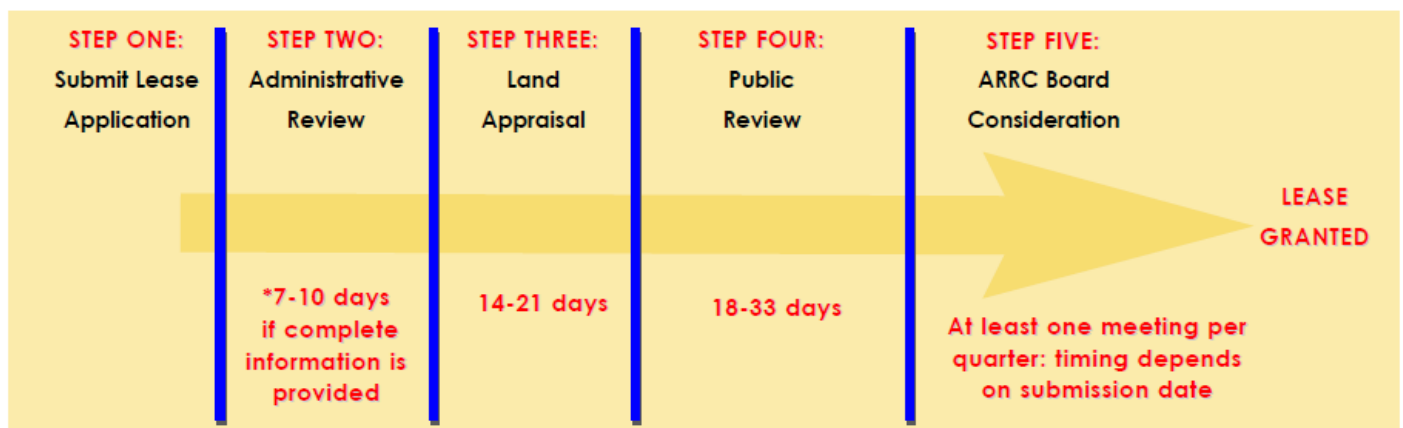 STEP ONE:
Submit Lease
Application
STEP TWO:
Administrative
Review
*7-10 days
if complete
information is
provided
STEP THREE:
Land
Appraisal
14-21 days
STEP FOUR:
Public
Review
18-33 days
STEP FIVE:
ARRC Board
Consideration
At least one meeting per
quarter: timing depends
on submission date
LEASE
GRANTED